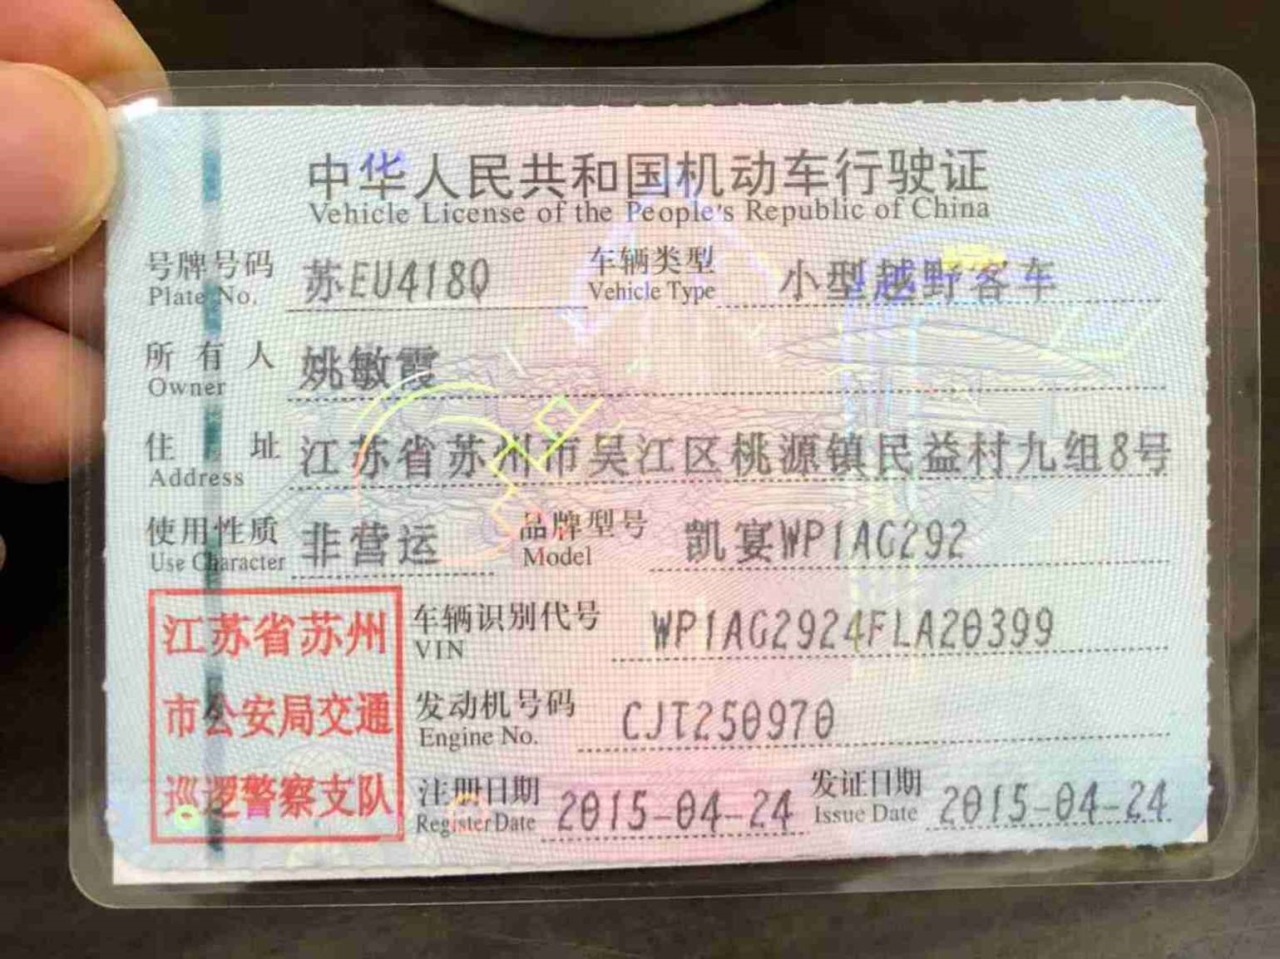 中华人民共和国机动车行驶证
Vehicle License of the People's Republic of China
号牌号码 苏EU418Q 车辆类型 小型越野客车
Plate No. Vehicle Type
所有人 姚敏霞
Owner
住址 江苏省苏州市吴江区桃源镇民益村九组8号
Address
使用性质 非营运 品牌型号 凯宴WP1AG292
Use Character Model
江苏省苏州
市公安局交通
巡逻警察支队
车辆识别代号 WP1AG2924FLA20399
VIN
发动机号码 CJT250970
Engine No.
注册日期 2015-04-24 发证日期 2015-04-24
Register Date Issue Date